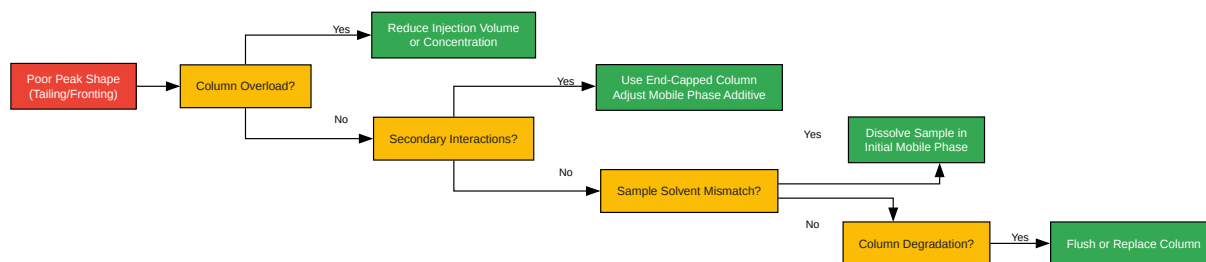 Poor Peak Shape
(Tailing/Fronting)
Column Overload?
Yes
Reduce Injection Volume
or Concentration
No
Secondary Interactions?
Yes
Use End-Capped Column
Adjust Mobile Phase Additive
No
Sample Solvent Mismatch?
Yes
Dissolve Sample in
Initial Mobile Phase
No
Column Degradation?
Yes
Flush or Replace Column